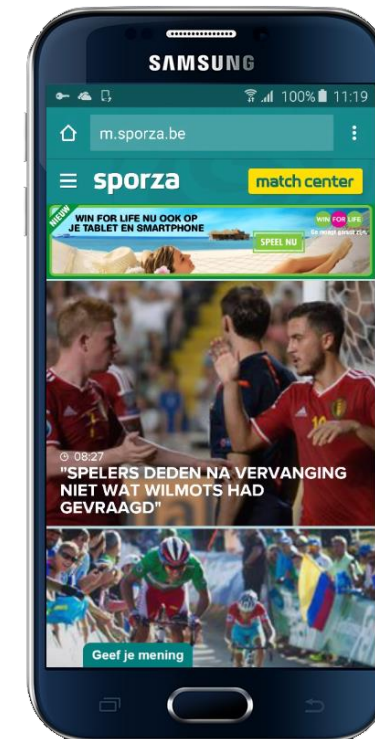 SAMSUNG
100% 11:19
m.sporza.be
sporza
match center
NIEUW
WIN FOR LIFE NU OOK OP
JE TABLET EN SMARTPHONE
WIN FOR LIFE
SPEEL NU
10
08:27
"SPELERS DEDEN NA VERVANGING
NIET WAT WILMOTS HAD
GEVRAAGD"
Geef je mening